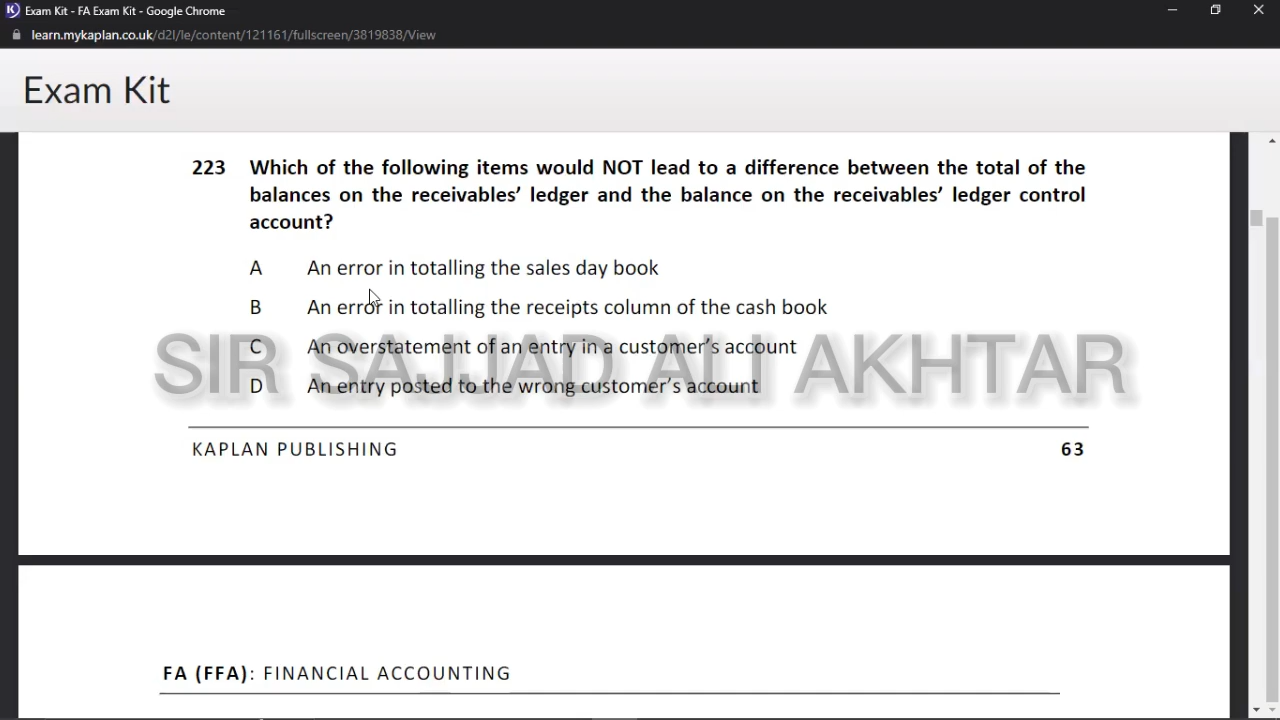 Exam Kit - FA Exam Kit - Google Chrome
learn.mykaplan.co.uk/d2l/le/content/121161/fullscreen/3819838/View
Exam Kit
223 Which of the following items would NOT lead to a difference between the total of the
balances on the receivables' ledger and the balance on the receivables' ledger control
account?
A An error in totalling the sales day book
B An error in totalling the receipts column of the cash book
C An overstatement of an entry in a customer's account
SIR SAJJAD ALI AKHTAR
D An entry posted to the wrong customer's account
KAPLAN PUBLISHING 63
FA (FFA): FINANCIAL ACCOUNTING